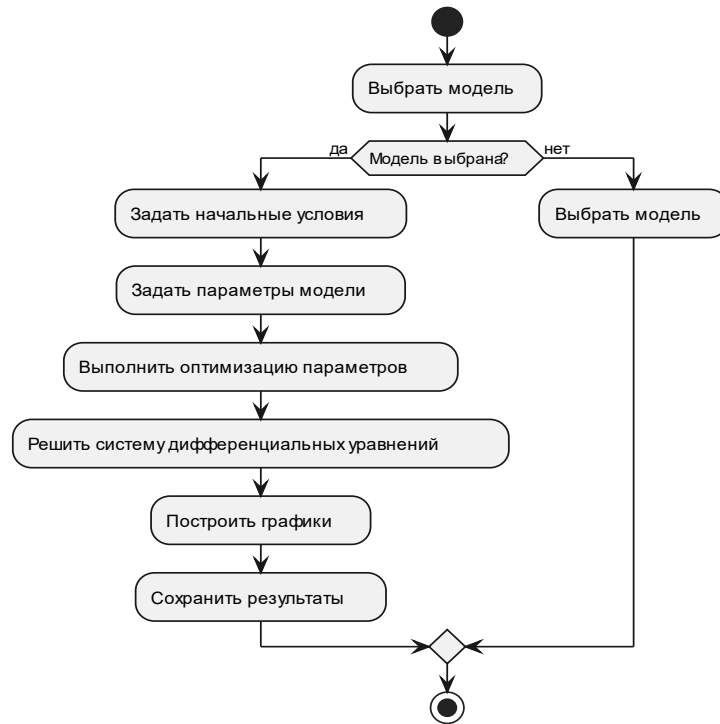 Выбрать модель
да
Модель выбрана?
нет
Задать начальные условия
Выбрать модель
Задать параметры модели
Выполнить оптимизацию параметров
Решить систему дифференциальных уравнений
Построить графики
Сохранить результаты